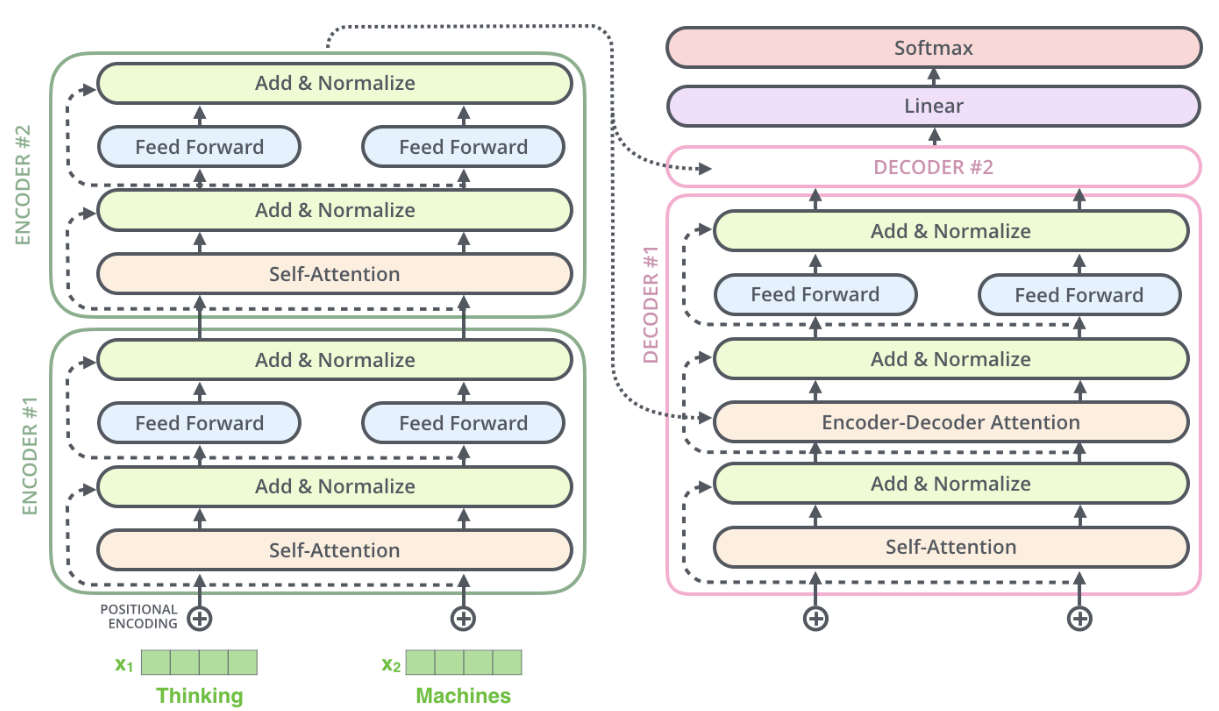 ENCODER #2
Add & Normalize
Feed Forward
Feed Forward
Add & Normalize
Self-Attention
ENCODER #1
Add & Normalize
Feed Forward
Feed Forward
Add & Normalize
Self-Attention
POSITIONAL
ENCODING
x₁
x₂
Thinking
Machines
Softmax
Linear
DECODER #2
DECODER #1
Add & Normalize
Feed Forward
Feed Forward
Add & Normalize
Encoder-Decoder Attention
Add & Normalize
Self-Attention